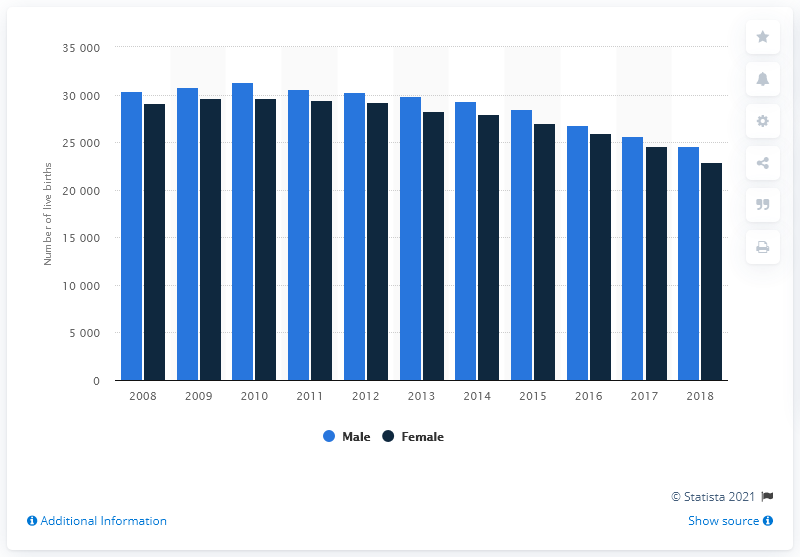 35 000
30 000
25 000
20 000
15 000
10 000
5 000
0
Number of live births
2008 2009 2010 2011 2012 2013 2014 2015 2016 2017 2018
Male Female
© Statista 2021
Additional Information
Show source